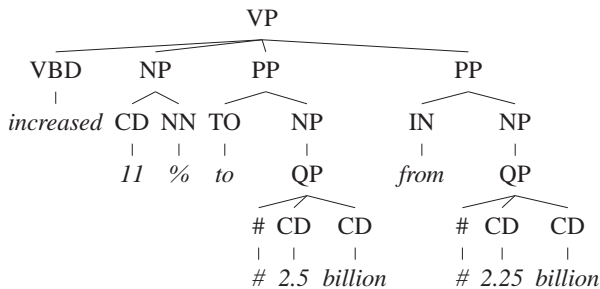 VP
VBD NP PP PP
increased CD NN TO NP IN NP
11 % to QP from QP
# CD CD # CD CD
# 2.5 billion # 2.25 billion